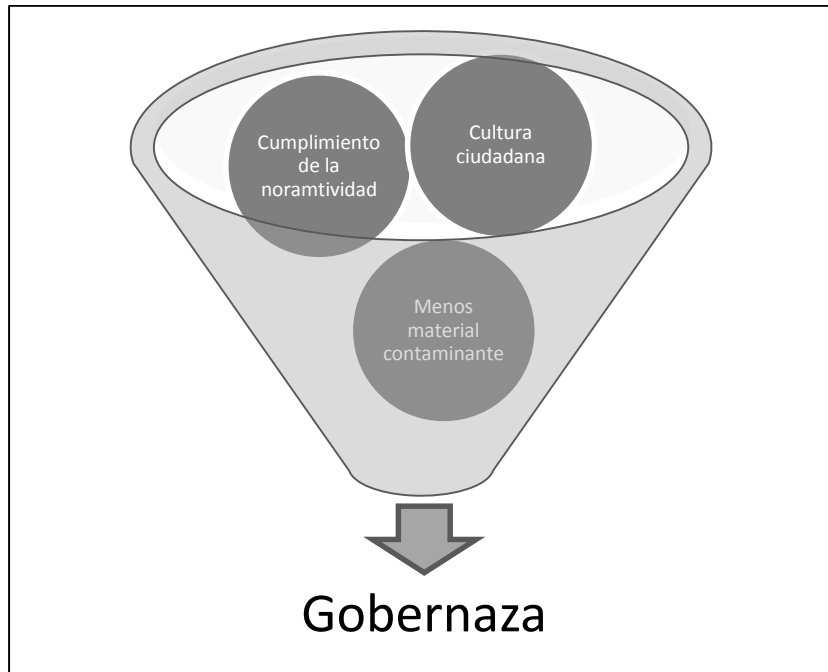 Cumplimiento
de la
noramtividad
Cultura
ciudadana
Menos
material
contaminante
Gobernaza